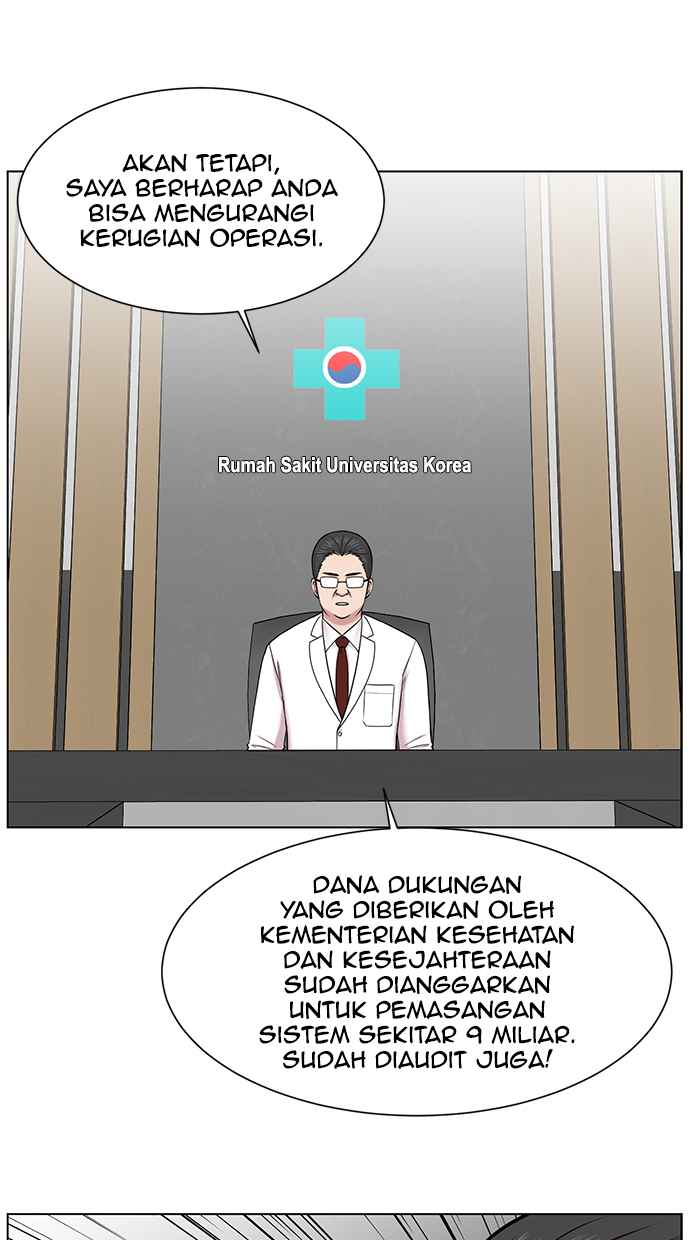 AKAN TETAPI,
SAYA BERHARAP ANDA
BISA MENGURANGI
KERUGIAN OPERASI.
Rumah Sakit Universitas Korea
DANA DUKUNGAN
YANG DIBERIKAN OLEH
KEMENTERIAN KESEHATAN
DAN KESEJAHTERAAN
SUDAH DIANGGARKAN
UNTUK PEMASANGAN
SISTEM SEKITAR 9 MILIAR.
SUDAH DIAUDIT JUGA!